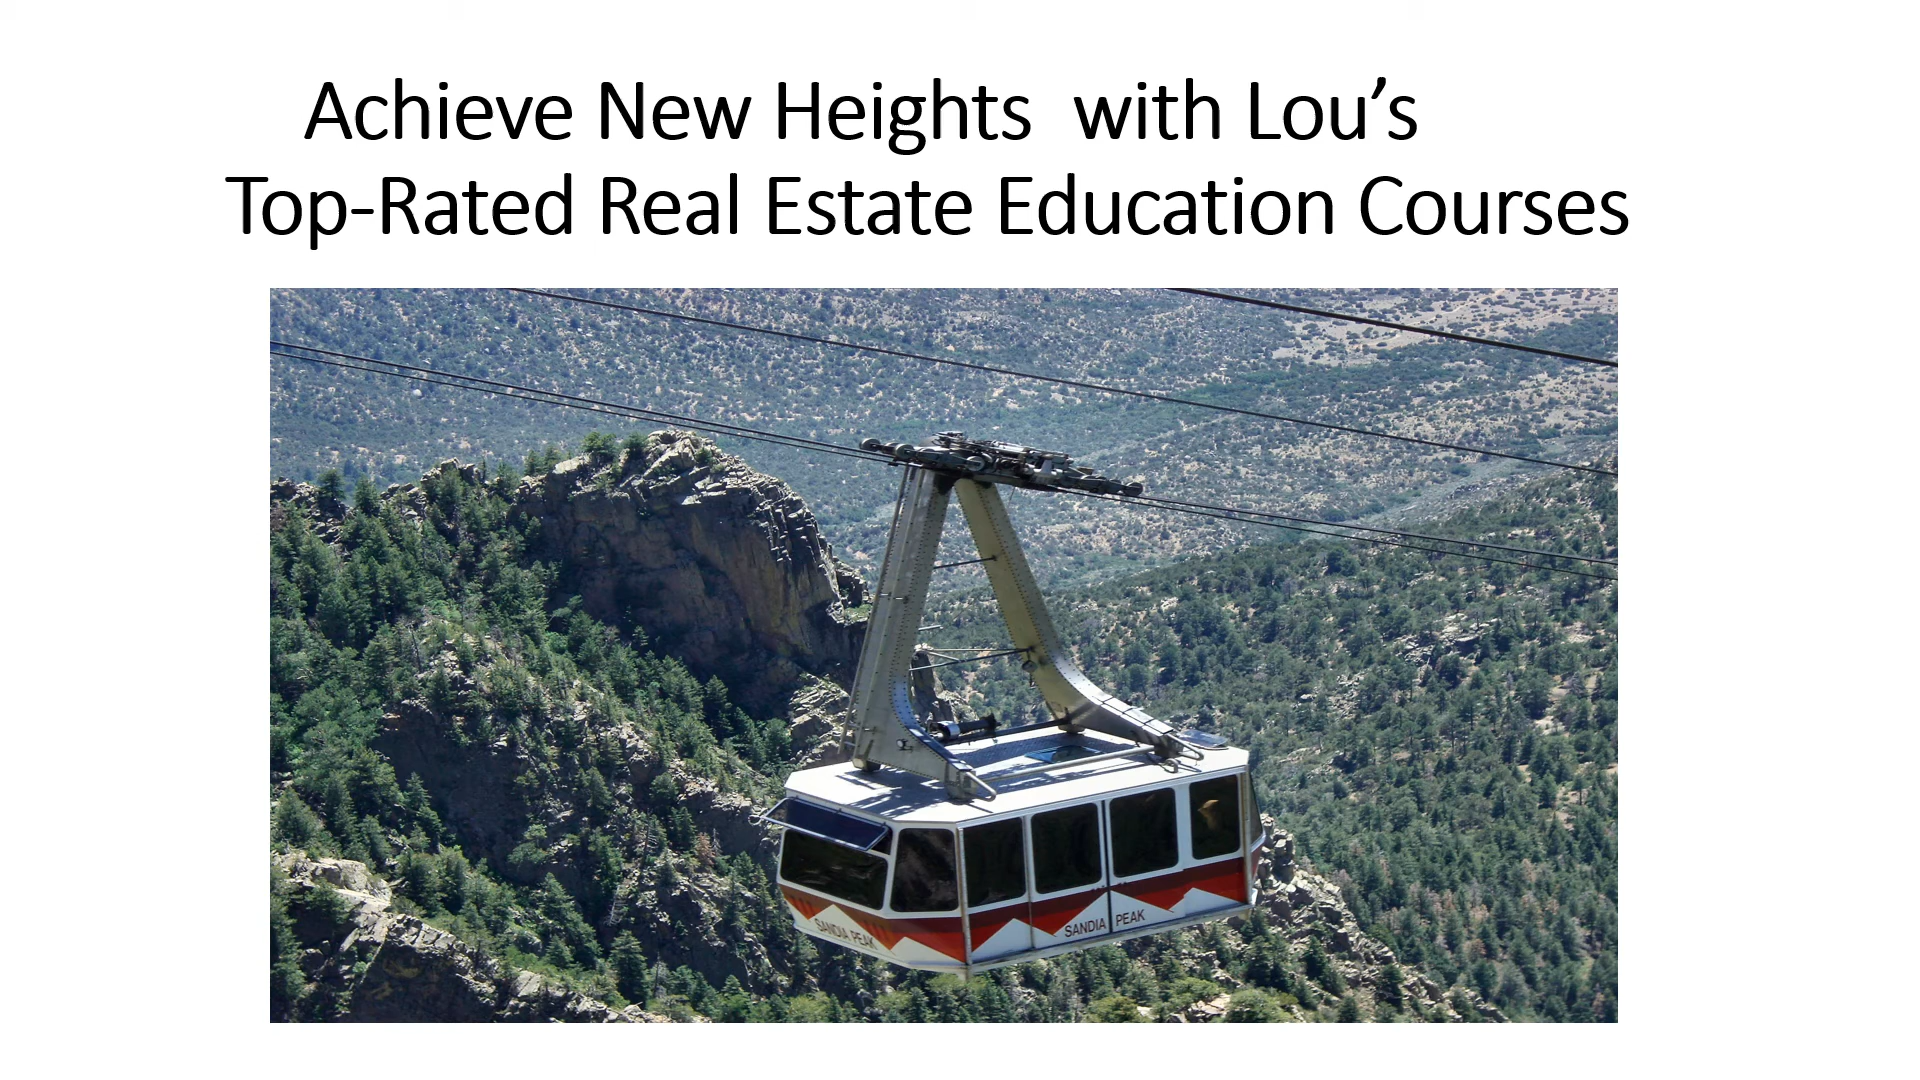 Achieve New Heights  with Lou’s
Top-Rated Real Estate Education Courses
SANDIA PEAK
SANDIA PEAK